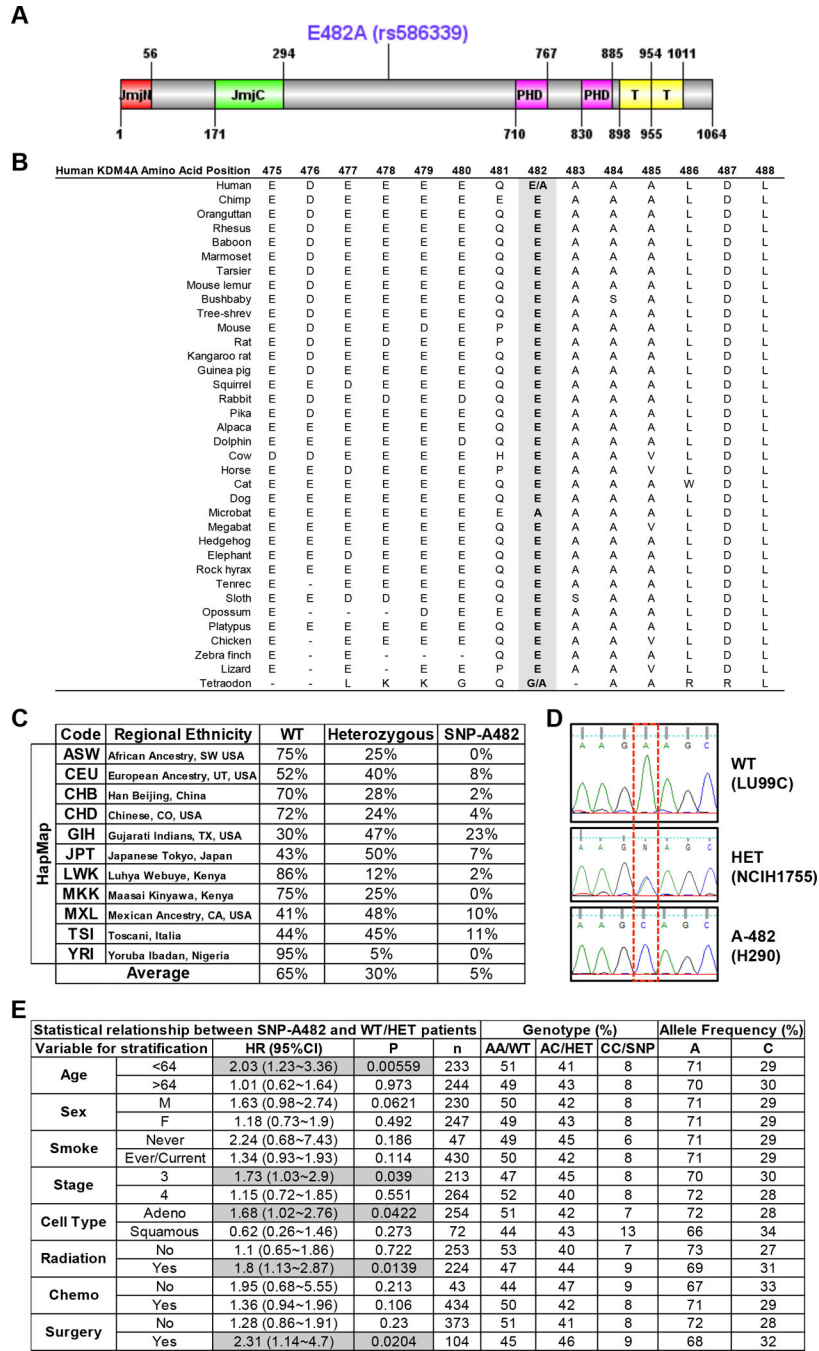 A
E482A (rs586339)
56 294 767 885 954 1011
JmjN JmjC PHD PHD T T
1 171 710 830 898 955 1064
B
Human KDM4A Amino Acid Position 475 476 477 478 479 480 481 482 483 484 485 486 487 488
Human E D E E E E Q E/A A A A L D L
Chimp E D E E E E E E A A A L D L
Oranguttan E D E E E E Q E A A A L D L
Rhesus E D E E E E Q E A A A L D L
Baboon E D E E E E Q E A A A L D L
Marmoset E D E E E E Q E A A A L D L
Tarsier E D E E E E Q E A A A L D L
Mouse lemur E D E E E E Q E A A A L D L
Bushbaby E D E E E E Q E A S A L D L
Tree-shrev E D E E E E Q E A A A L D L
Mouse E D E E D E P E A A A L D L
Rat E D E D E E P E A A A L D L
Kangaroo rat E D E E E E Q E A A A L D L
Guinea pig E D E E E E Q E A A A L D L
Squirrel E E D E E E Q E A A A L D L
Rabbit E D E D E D Q E A A A L D L
Pika E D E E E E Q E A A A L D L
Alpaca E E E E E E Q E A A A L D L
Dolphin E E E E E D Q E A A A L D L
Cow D D E E E E H E A A V L D L
Horse E E D E E E P E A A V L D L
Cat E E E E E E Q E A A A W D L
Dog E E E E E E Q E A A A L D L
Microbat E E E E E E E A A A A L D L
Megabat E E E E E E Q E A A V L D L
Hedgehog E E E E E E Q E A A A L D L
Elephant E E D E E E Q E A A A L D L
Rock hyrax E E E E E E Q E A A A L D L
Tenrec E - E E E E Q E A A A L D L
Sloth E E D D E E Q E S A A L D L
Opossum E - - - D E E E A A A L D L
Platypus E E E E E E Q E A A A L D L
Chicken E - E E E E Q E A A V L D L
Zebra finch E - E - - - Q E A A A L D L
Lizard E - L - E E P E A A V L D L
Tetraodon - - L K K G Q G/A - A A R R L
C
Code Regional Ethnicity WT Heterozygous SNP-A482
HapMap
ASW African Ancestry, SW USA 75% 25% 0%
CEU European Ancestry, UT, USA 52% 40% 8%
CHB Han Beijing, China 70% 28% 2%
CHD Chinese, CO, USA 72% 24% 4%
GIH Gujarati Indians, TX, USA 30% 47% 23%
JPT Japanese Tokyo, Japan 43% 50% 7%
LWK Luhya Webuye, Kenya 86% 12% 2%
MKK Maasai Kinyawa, Kenya 75% 25% 0%
MXL Mexican Ancestry, CA, USA 41% 48% 10%
TSI Toscani, Italia 44% 45% 11%
YRI Yoruba Ibadan, Nigeria 95% 5% 0%
Average 65% 30% 5%
D
A A G A A G C
WT
(LU99C)
A A G N A G C
HET
(NCIH1755)
A A G C A G C
A-482
(H290)
E
Statistical relationship between SNP-A482 and WT/HET patients Genotype (%) Allele Frequency (%)
Variable for stratification HR (95%CI) P n AA/WT AC/HET CC/SNP A C
Age <64 2.03 (1.23~3.36) 0.00559 233 51 41 8 71 29
>64 1.01 (0.62~1.64) 0.973 244 49 43 8 70 30
Sex M 1.63 (0.98~2.74) 0.0621 230 50 42 8 71 29
F 1.18 (0.73~1.9) 0.492 247 49 43 8 71 29
Smoke Never 2.24 (0.68~7.43) 0.186 47 49 45 6 71 29
Ever/Current 1.34 (0.93~1.93) 0.114 430 50 42 8 71 29
Stage 3 1.73 (1.03~2.9) 0.039 213 47 45 8 70 30
4 1.15 (0.72~1.85) 0.551 264 52 40 8 72 28
Cell Type Adeno 1.68 (1.02~2.76) 0.0422 254 51 42 7 72 28
Squamous 0.62 (0.26~1.46) 0.273 72 44 43 13 66 34
Radiation No 1.1 (0.65~1.86) 0.722 253 53 40 7 73 27
Yes 1.8 (1.13~2.87) 0.0139 224 47 44 9 69 31
Chemo No 1.95 (0.68~5.55) 0.213 43 44 47 9 67 33
Yes 1.36 (0.94~1.96) 0.106 434 50 42 8 71 29
Surgery No 1.28 (0.86~1.91) 0.23 373 51 41 8 72 28
Yes 2.31 (1.14~4.7) 0.0204 104 45 46 9 68 32